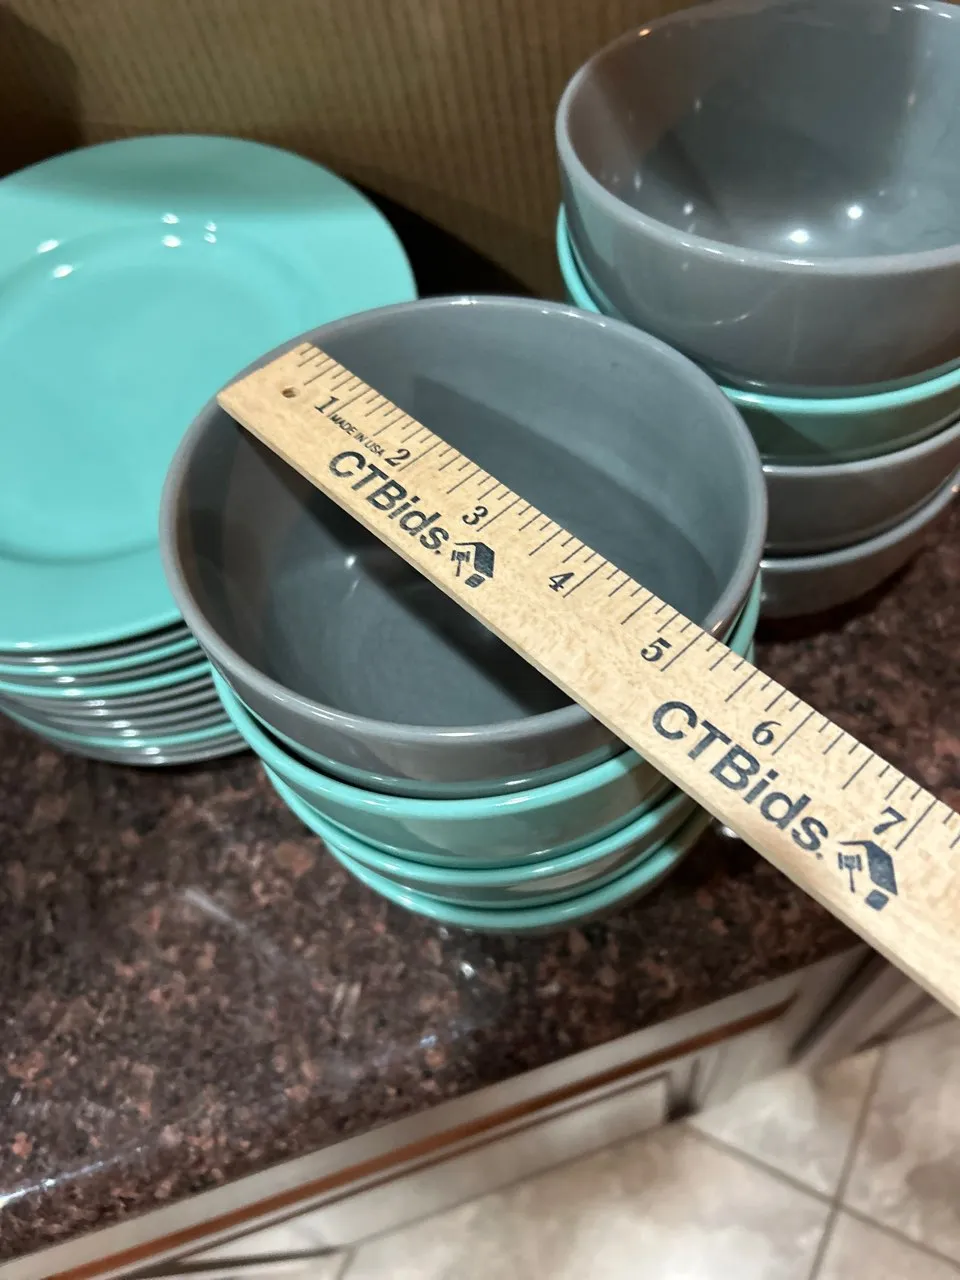 1 2 3 4 5 6 7
MADE IN USA
CTBids.
CTBids.